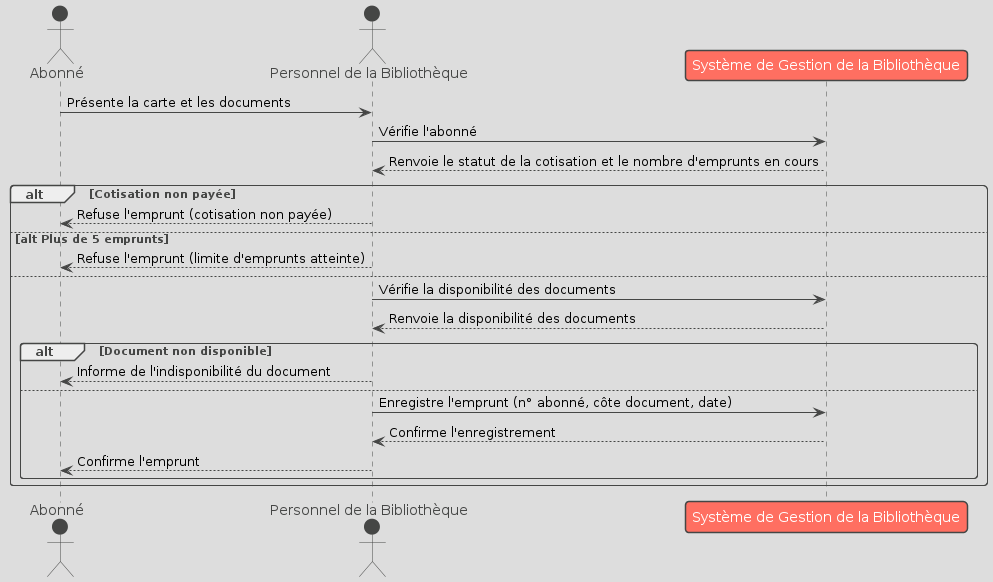 Abonné
Personnel de la Bibliothèque
Système de Gestion de la Bibliothèque
Présente la carte et les documents
Vérifie l'abonné
Renvoie le statut de la cotisation et le nombre d'emprunts en cours
alt [Cotisation non payée]
Refuse l'emprunt (cotisation non payée)
[alt Plus de 5 emprunts]
Refuse l'emprunt (limite d'emprunts atteinte)
Vérifie la disponibilité des documents
Renvoie la disponibilité des documents
alt [Document non disponible]
Informe de l'indisponibilité du document
Enregistre l'emprunt (n° abonné, côte document, date)
Confirme l'enregistrement
Confirme l'emprunt
Abonné
Personnel de la Bibliothèque
Système de Gestion de la Bibliothèque